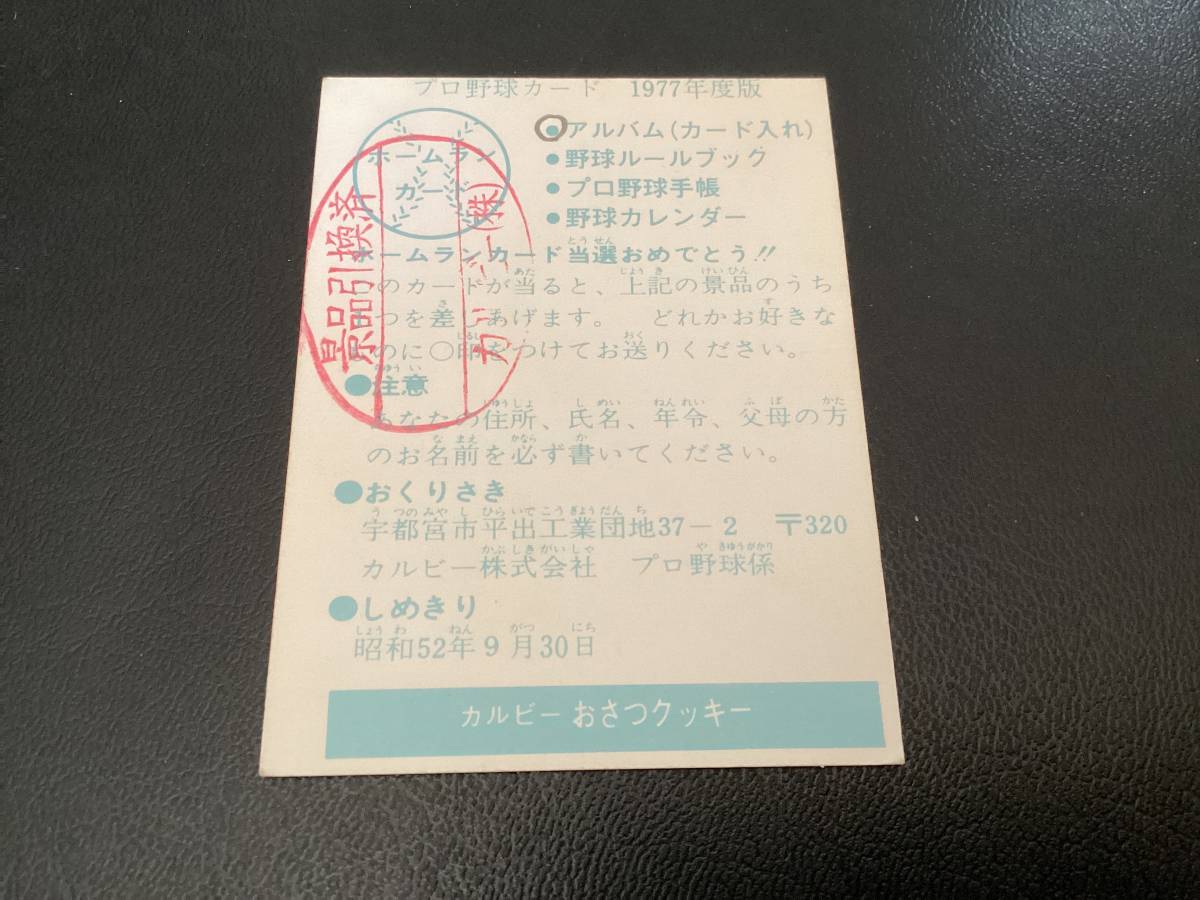 プロ野球カード 1977年度版
ホームラン
カード
●アルバム(カード入れ)
●野球ルールブック
●プロ野球手帳
●野球カレンダー
景品引換済
カルビー(株)
ホームランカード当選おめでとう!!
のカードが当ると、上記の景品のうち
つを差しあげます。 どれかお好きな
のに○印をつけてお送りください。
●注意
あなたの住所、氏名、年令、父母の方
のお名前を必ず書いてください。
●おくりさき
宇都宮市平出工業団地37-2 〒320
カルビー株式会社 プロ野球係
●しめきり
昭和52年9月30日
カルビー おさつクッキー